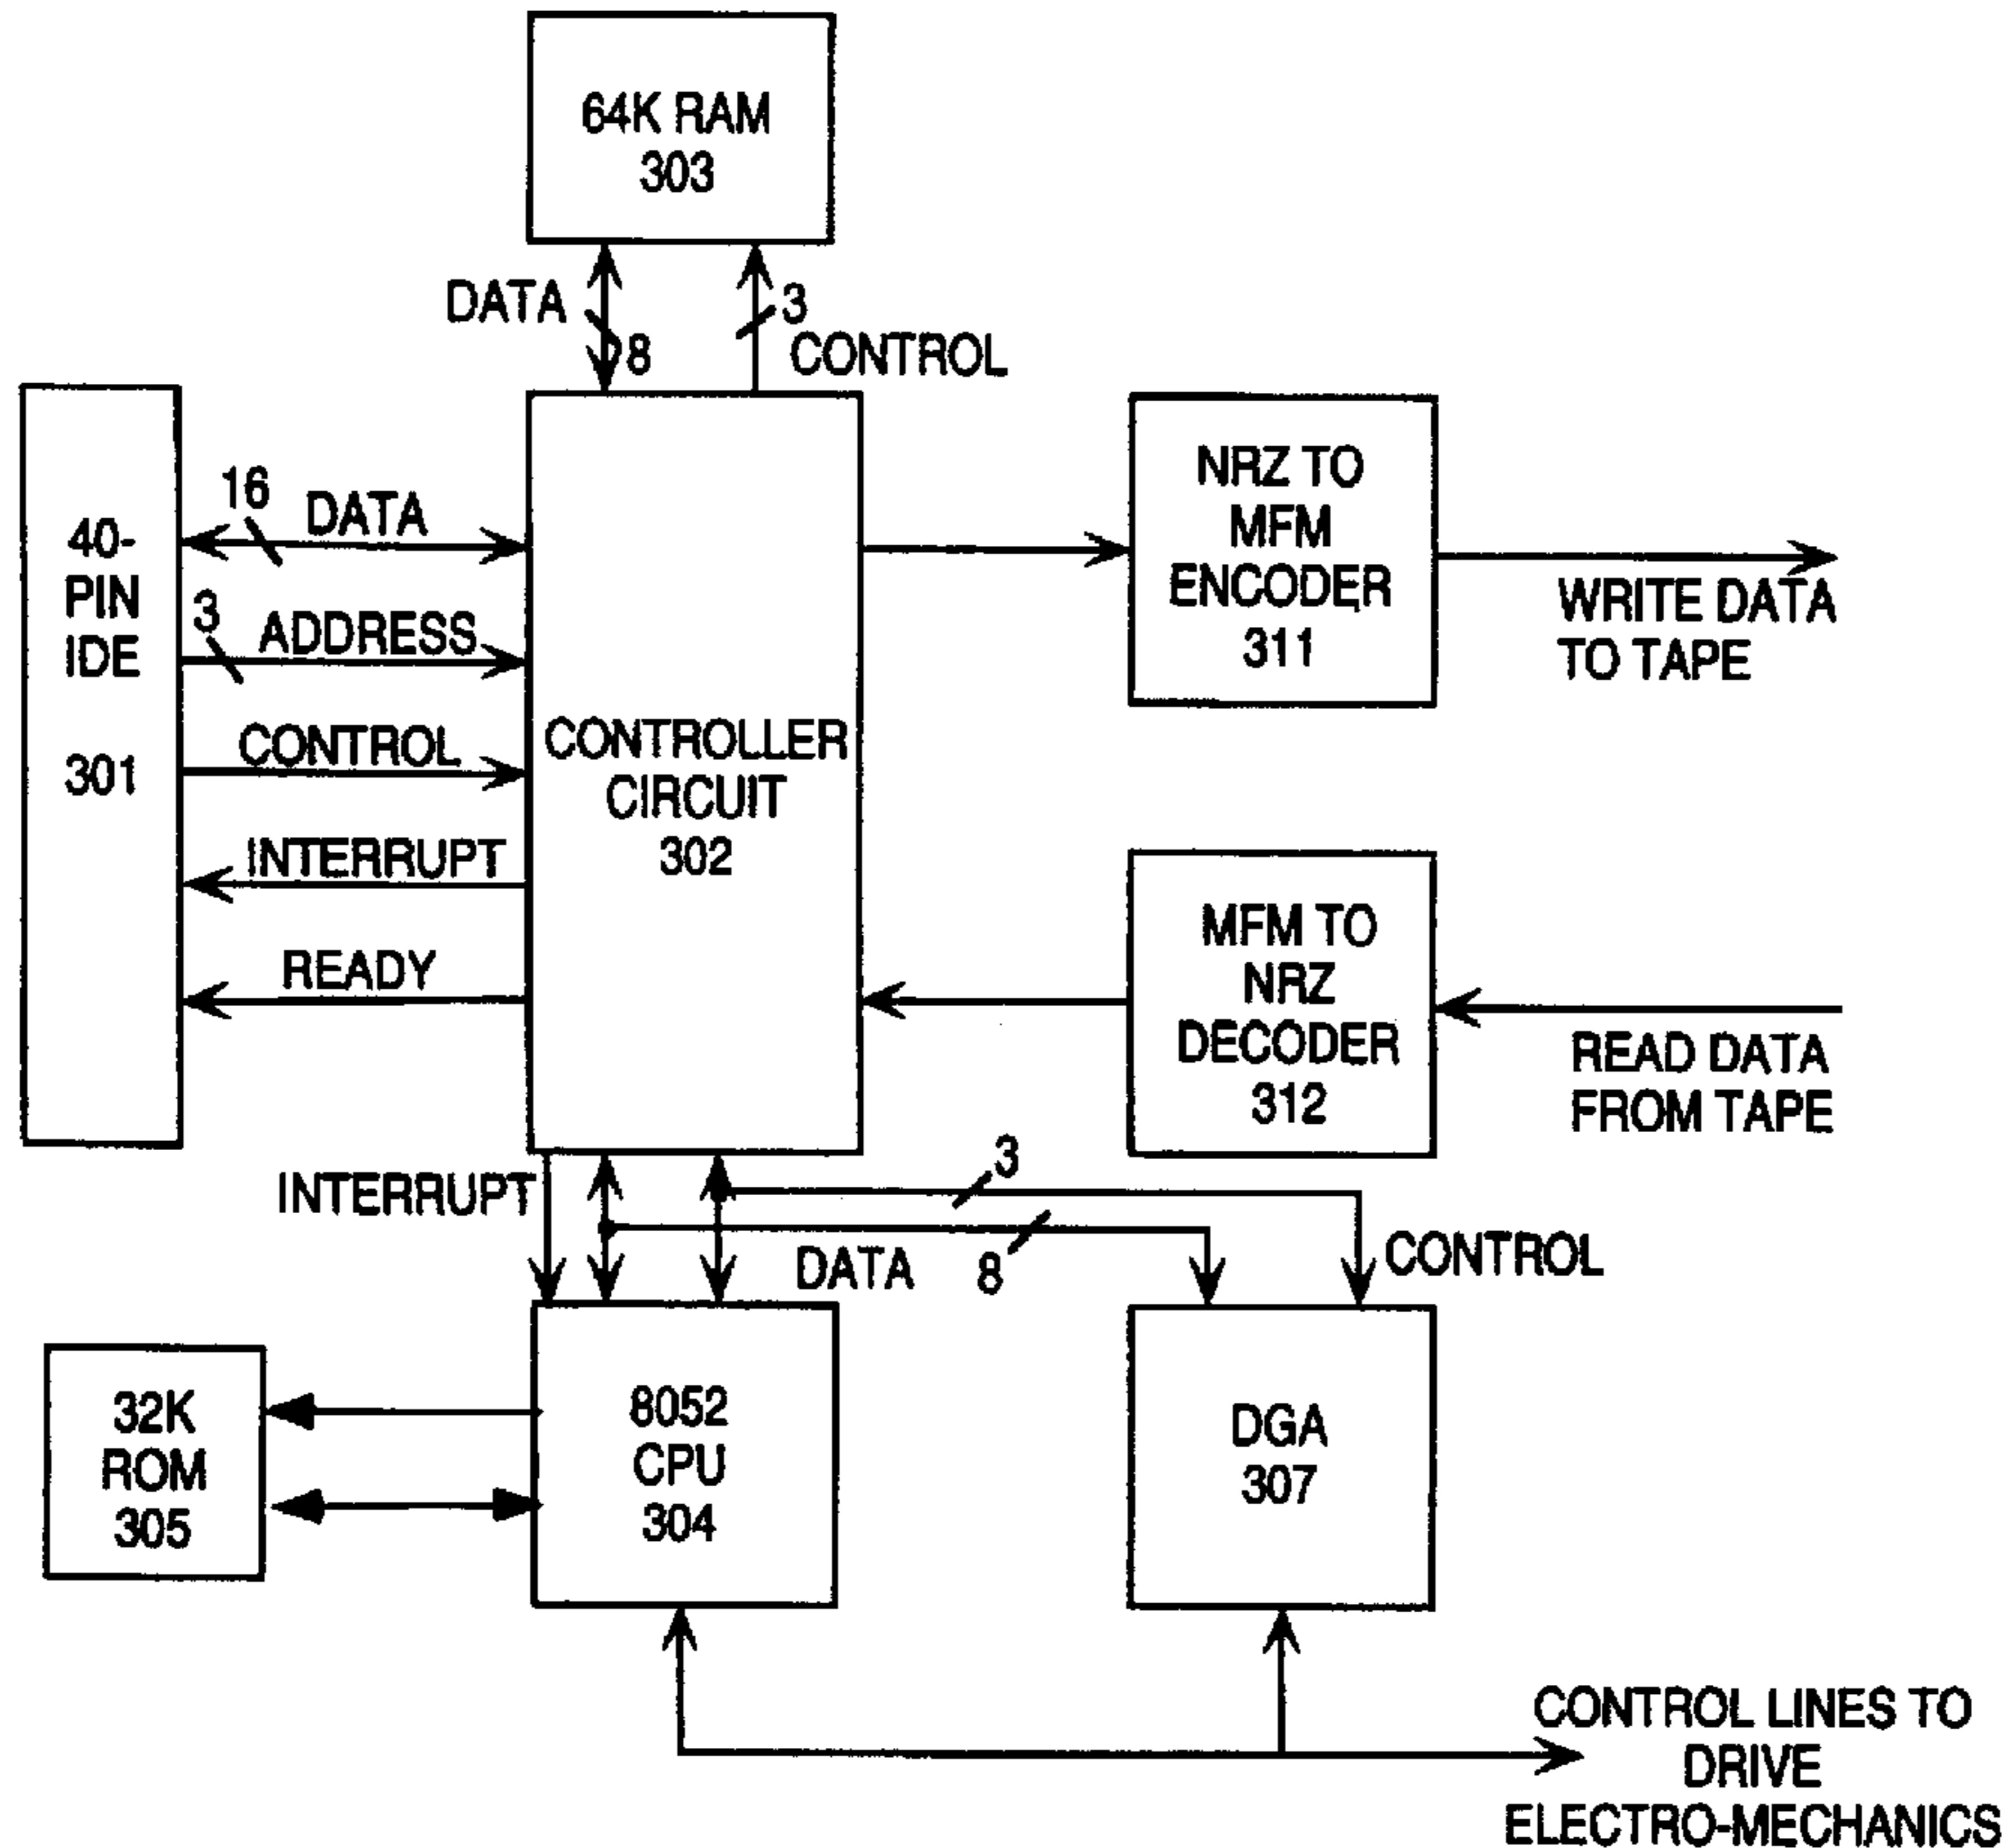 64K RAM
303
DATA
8
3
CONTROL
40-
PIN
IDE
301
16
DATA
3
ADDRESS
CONTROL
INTERRUPT
READY
CONTROLLER
CIRCUIT
302
NRZ TO
MFM
ENCODER
311
WRITE DATA
TO TAPE
MFM TO
NRZ
DECODER
312
READ DATA
FROM TAPE
INTERRUPT
3
DATA
8
CONTROL
32K
ROM
305
8052
CPU
304
DGA
307
CONTROL LINES TO
DRIVE
ELECTRO-MECHANICS